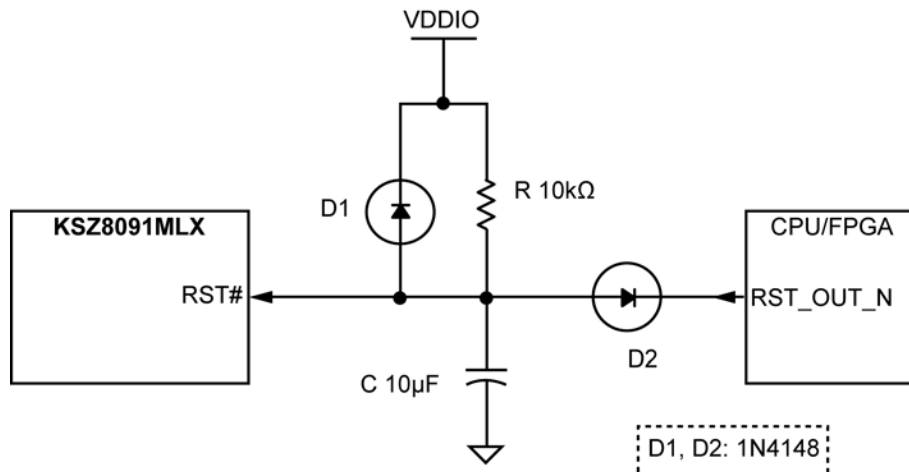 VDDIO
D1
R 10kΩ
KSZ8091MLX
CPU/FPGA
RST#
RST_OUT_N
D2
C 10µF
D1, D2: 1N4148